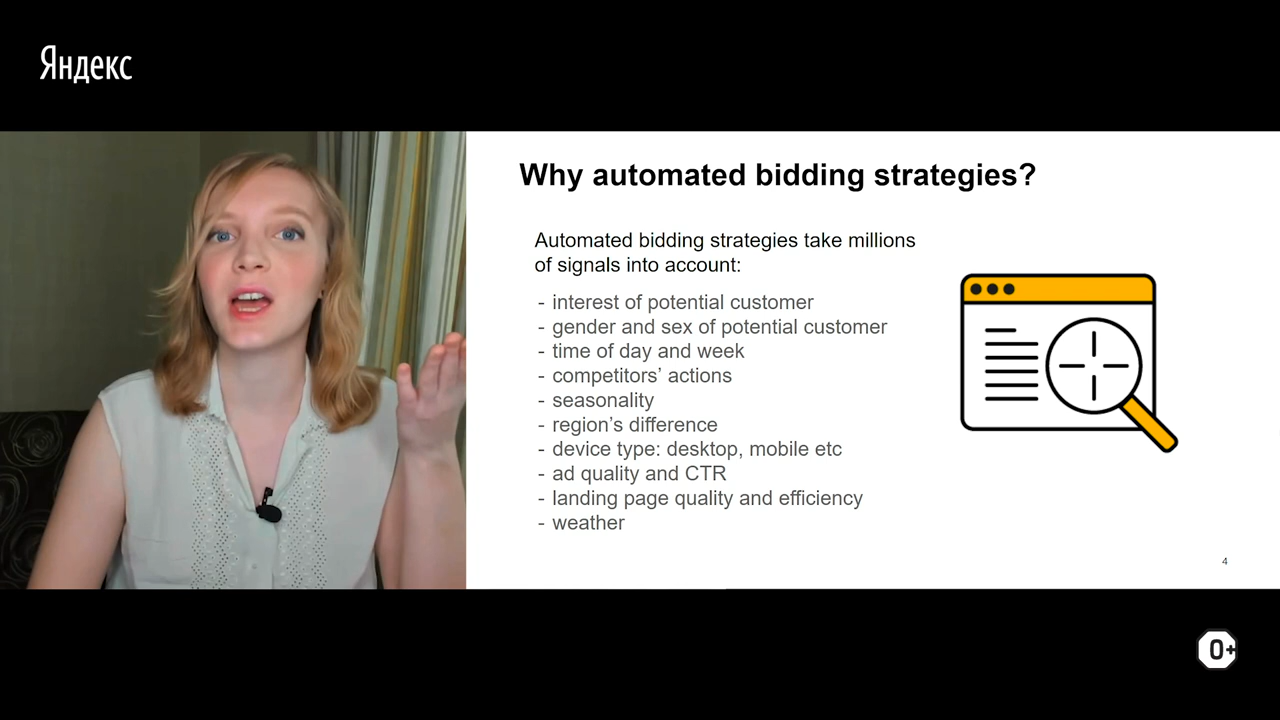 Яндекс
Why automated bidding strategies?
Automated bidding strategies take millions
of signals into account:
- interest of potential customer
- gender and sex of potential customer
- time of day and week
- competitors’ actions
- seasonality
- region’s difference
- device type: desktop, mobile etc
- ad quality and CTR
- landing page quality and efficiency
- weather
4
0+